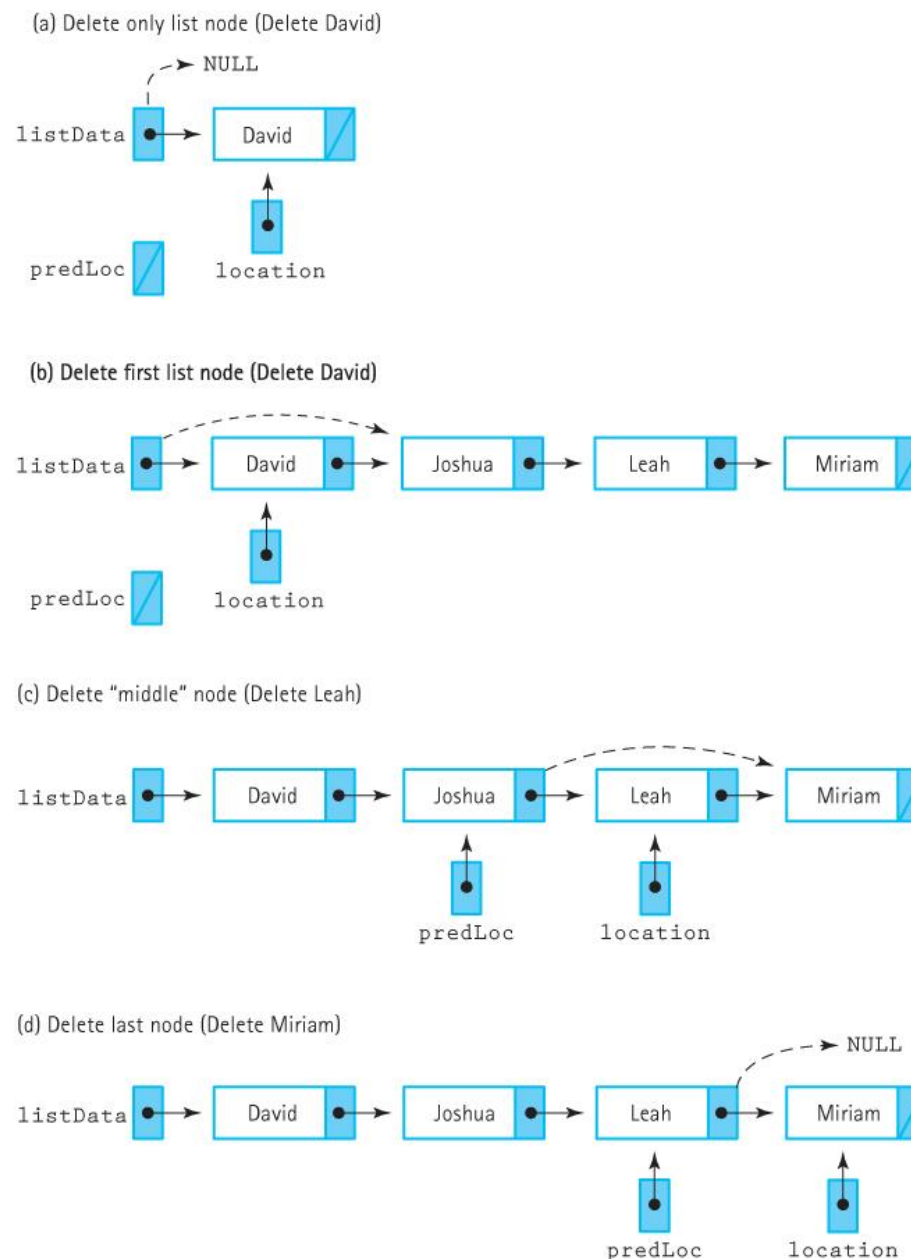 (a) Delete only list node (Delete David)
NULL
listData
David
predLoc
location
(b) Delete first list node (Delete David)
listData
David
Joshua
Leah
Miriam
predLoc
location
(c) Delete “middle” node (Delete Leah)
listData
David
Joshua
Leah
Miriam
predLoc
location
(d) Delete last node (Delete Miriam)
NULL
listData
David
Joshua
Leah
Miriam
predLoc
location